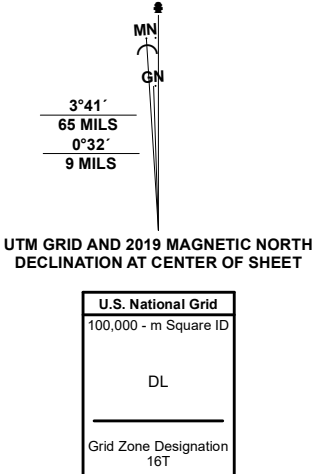 MN
GN
3°41´
65 MILS
0°32´
9 MILS
UTM GRID AND 2019 MAGNETIC NORTH
DECLINATION AT CENTER OF SHEET
U.S. National Grid
100,000 - m Square ID
DL
Grid Zone Designation
16T